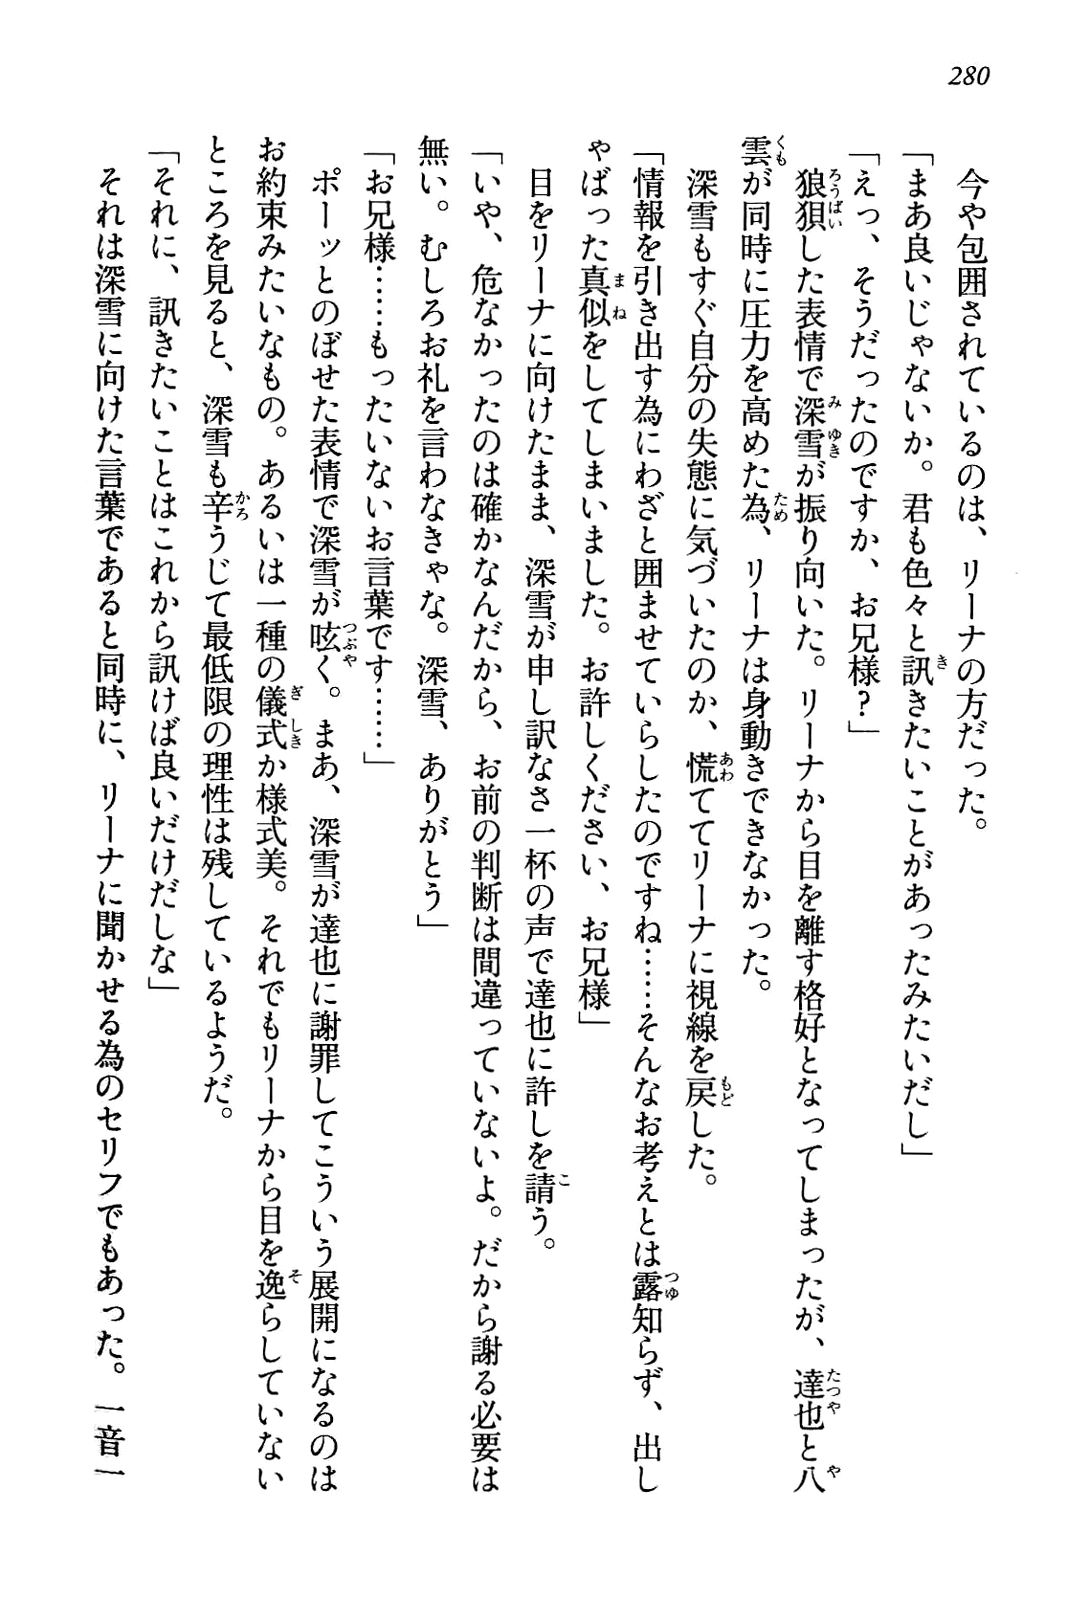 280
今や包囲されているのは、リーナの方だった。
「まあ良いじゃないか。君も色々と訊きたいことがあったみたいだし」
「えっ、そうだったのですか、お兄様？」
狼狽した表情で深雪が振り向いた。リーナから目を離す格好となってしまったが、達也と八
雲が同時に圧力を高めた為、リーナは身動きできなかった。
深雪もすぐ自分の失態に気づいたのか、慌ててリーナに視線を戻した。
「情報を引き出す為にわざと囲ませていらしたのですね……そんなお考えとは露知らず、出し
ゃばった真似をしてしまいました。お許しください、お兄様」
目をリーナに向けたまま、深雪が申し訳なさ一杯の声で達也に許しを請う。
「いや、危なかったのは確かなんだから、お前の判断は間違っていないよ。だから謝る必要は
無い。むしろお礼を言わなきゃな。深雪、ありがとう」
「お兄様……もったいないお言葉です……」
ポーッとのぼせた表情で深雪が呟く。まあ、深雪が達也に謝罪してこういう展開になるのは
お約束みたいなもの。あるいは一種の儀式か様式美。それでもリーナから目を逸らしていない
ところを見ると、深雪も辛うじて最低限の理性は残しているようだ。
「それに、訊きたいことはこれから訊けば良いだけだしな」
それは深雪に向けた言葉であると同時に、リーナに聞かせる為のセリフでもあった。一音一